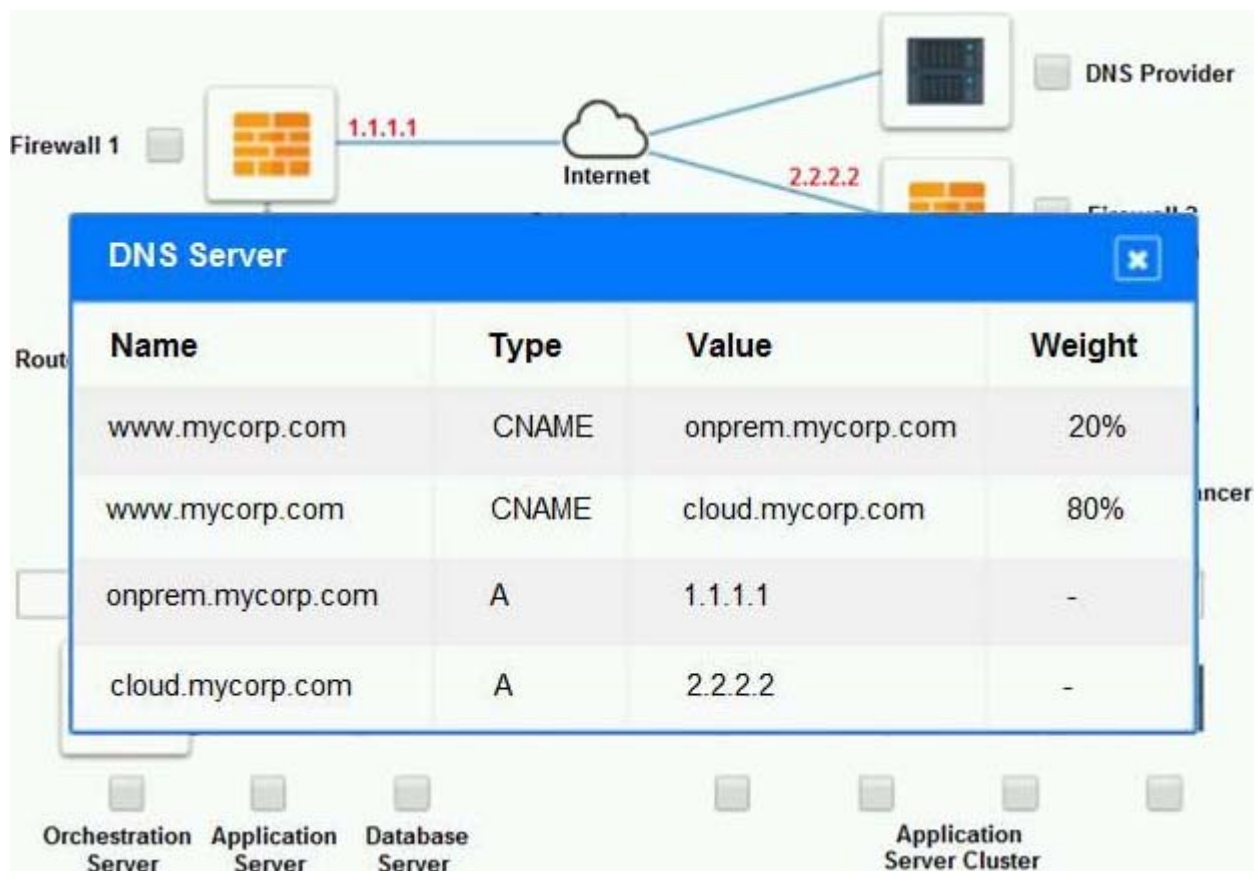 DNS Provider
Firewall 1
1.1.1.1
Internet
2.2.2.2
DNS Server
Name Type Value Weight
www.mycorp.com CNAME onprem.mycorp.com 20%
www.mycorp.com CNAME cloud.mycorp.com 80%
onprem.mycorp.com A 1.1.1.1 -
cloud.mycorp.com A 2.2.2.2 -
Orchestration Server
Application Server
Database Server
Application Server Cluster